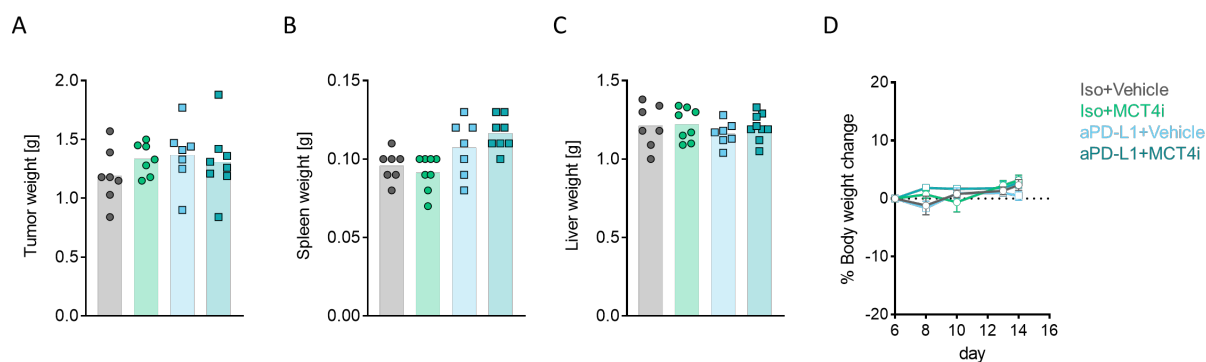 A
B
C
D
Tumor weight [g]
2.0
1.5
1.0
0.5
0.0
Spleen weight [g]
0.15
0.10
0.05
0.00
Liver weight [g]
1.5
1.0
0.5
0.0
% Body weight change
20
10
0
-10
-20
6
8
10
12
14
16
day
Iso+Vehicle
Iso+MCT4i
aPD-L1+Vehicle
aPD-L1+MCT4i